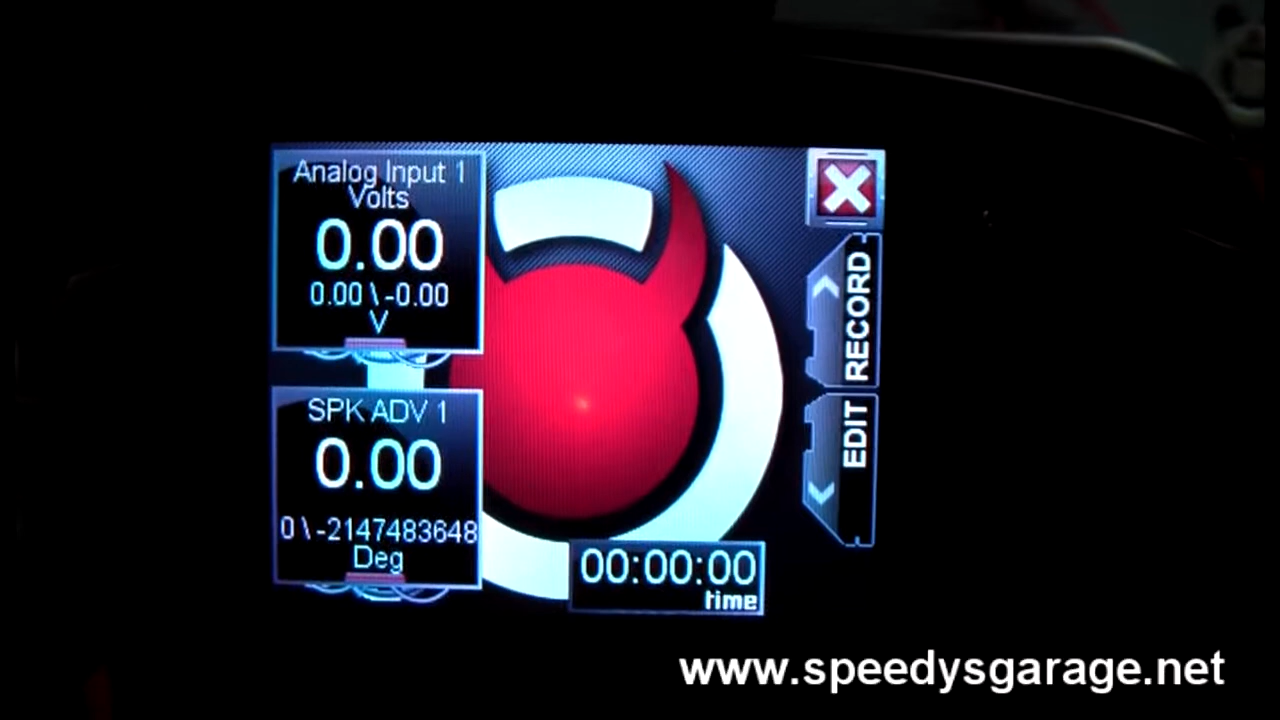 Analog Input 1
Volts
0.00
0.00 \ -0.00
V
SPK ADV 1
0.00
0 \ -2147483648
Deg
00:00:00
time
RECORD
EDIT
www.speedysgarage.net